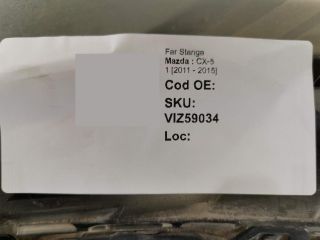 Far Stanga
Mazda : CX-5
1 [2011 - 2015]
Cod OE:
SKU:
VIZ59034
Loc: